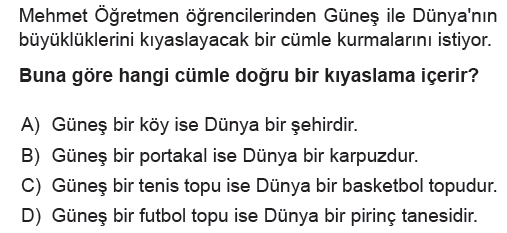 Mehmet Öğretmen öğrencilerinden Güneş ile Dünya'nın
büyüklüklerini kıyaslayacak bir cümle kurmalarını istiyor.
Buna göre hangi cümle doğru bir kıyaslama içerir?
A) Güneş bir köy ise Dünya bir şehirdir.
B) Güneş bir portakal ise Dünya bir karpuzdur.
C) Güneş bir tenis topu ise Dünya bir basketbol topudur.
D) Güneş bir futbol topu ise Dünya bir pirinç tanesidir.